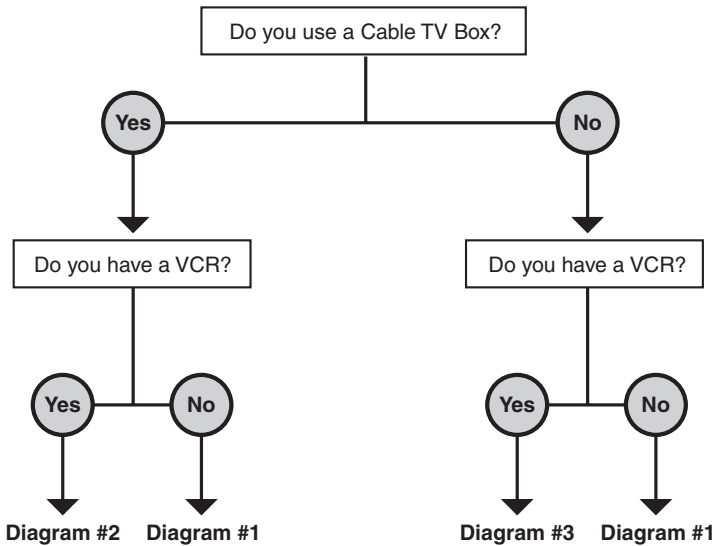 Do you use a Cable TV Box?
Yes
No
Do you have a VCR?
Do you have a VCR?
Yes
No
Yes
No
Diagram #2
Diagram #1
Diagram #3
Diagram #1